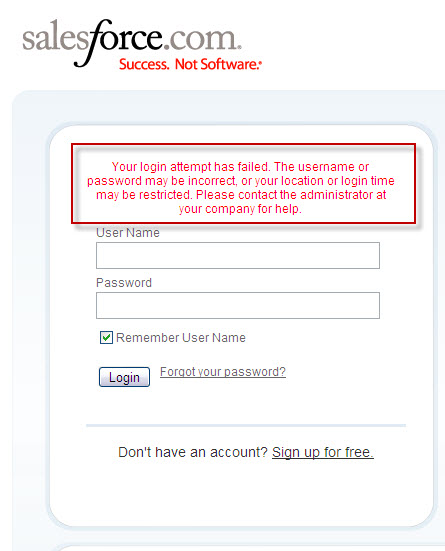 salesforce.com.
Success. Not Software.
Your login attempt has failed. The username or
password may be incorrect, or your location or login time
may be restricted. Please contact the administrator at
your company for help.
User Name
Password
Remember User Name
Login Forgot your password?
Don't have an account? Sign up for free.